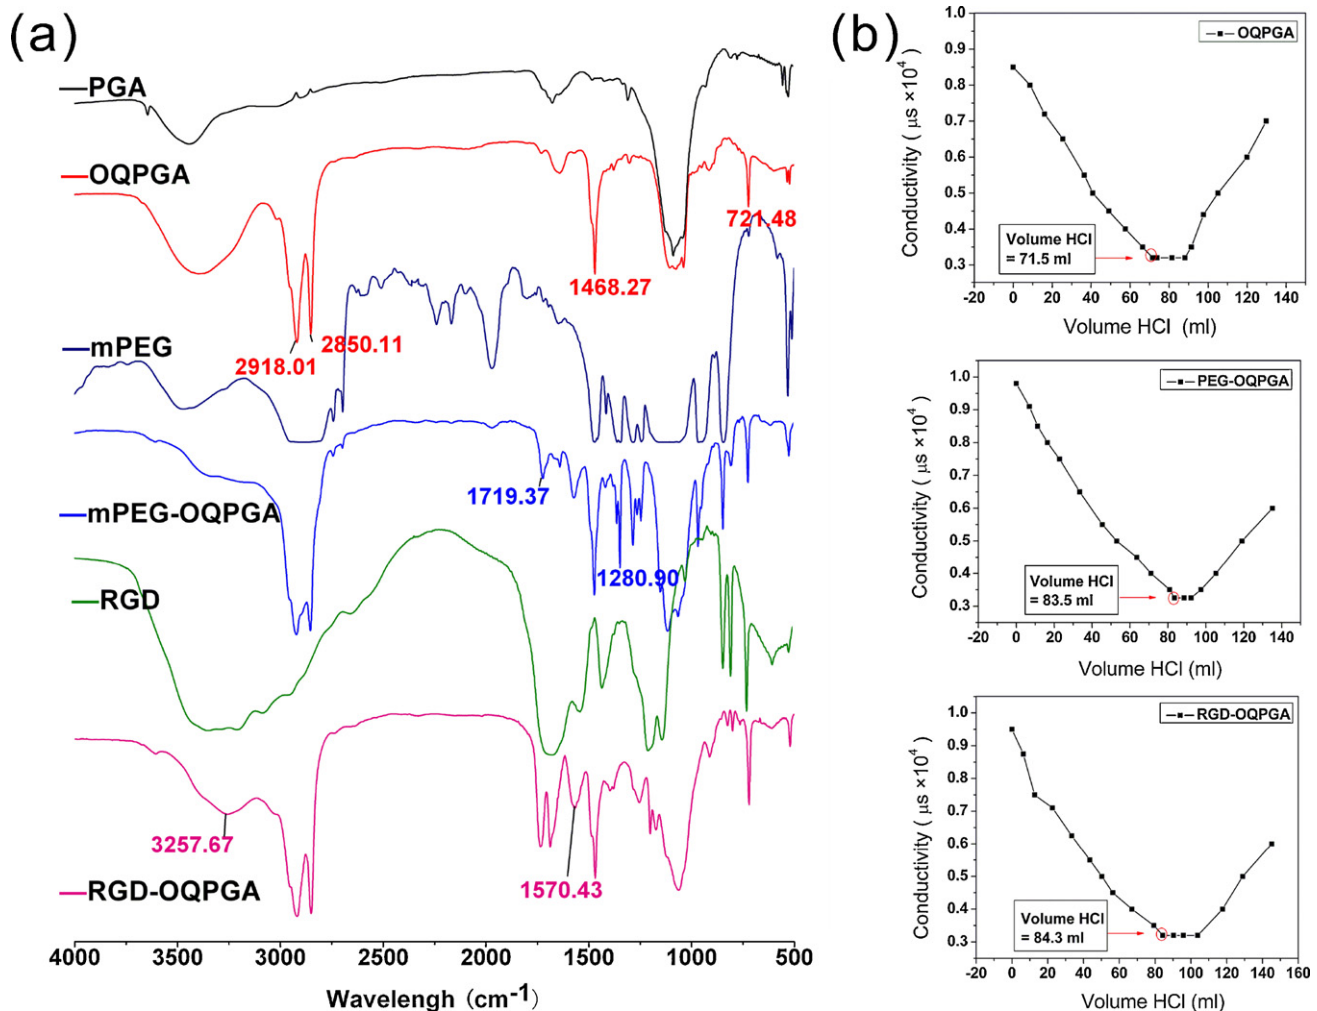 (a)
PGA
OQPGA
721.48
1468.27
mPEG
2850.11
2918.01
1719.37
mPEG-OQPGA
1280.90
RGD
3257.67
1570.43
RGD-OQPGA
4000 3500 3000 2500 2000 1500 1000 500
Wavelengh (cm-1)
(b)
OQPGA
Conductivity ( μs ×10⁴)
1.0
0.9
0.8
0.7
0.6
0.5
0.4
0.3
Volume HCl
= 71.5 ml
-20 0 20 40 60 80 100 120 140
Volume HCl (ml)
PEG-OQPGA
Conductivity ( μs ×10⁴)
1.0
0.9
0.8
0.7
0.6
0.5
0.4
0.3
Volume HCl
= 83.5 ml
-20 0 20 40 60 80 100 120 140
Volume HCl (ml)
RGD-OQPGA
Conductivity ( μs ×10⁴)
1.0
0.9
0.8
0.7
0.6
0.5
0.4
0.3
Volume HCl
= 84.3 ml
-20 0 20 40 60 80 100 120 140 160
Volume HCl (ml)